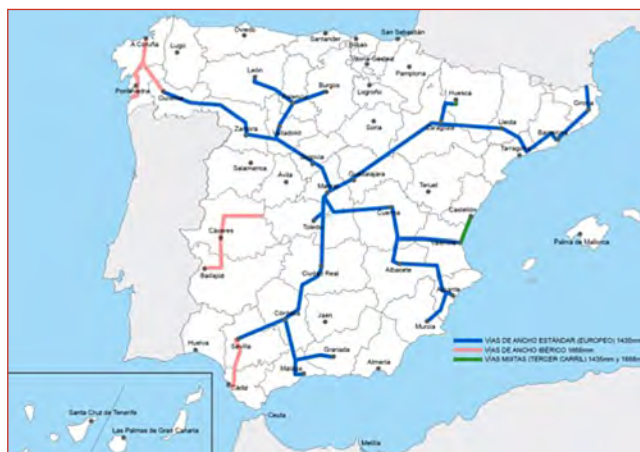 A Coruña
Lugo
Oviedo
Santander
Bilbao
San Sebastián
Vitoria-Gasteiz
Pamplona
León
Burgos
Logroño
Huesca
Pontevedra
Girona
Zamora
Valladolid
Soria
Zaragoza
Lleida
Barcelona
Tarragona
Segovia
Salamanca
Ávila
Guadalajara
Teruel
Castellón
Toledo
Cuenca
Palma de Mallorca
Cáceres
Badajoz
Ciudad Real
Albacete
Alicante
Murcia
Córdoba
Jaén
Huelva
Sevilla
Granada
Málaga
Almería
Cádiz
VÍAS DE ANCHO ESTÁNDAR (EUROPEO) 1435mm
VÍAS DE ANCHO IBÉRICO 1668mm
VÍAS MIXTAS (TERCER CARRIL) 1435mm y 1668m
Santa Cruz de Tenerife
Las Palmas de Gran Canaria
Ceuta
Melilla